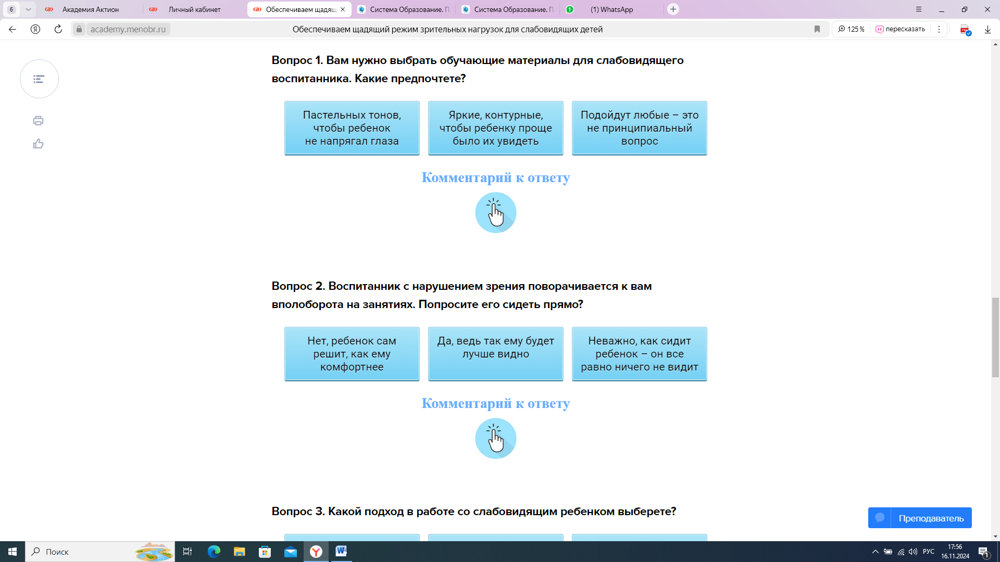 6
Академия Актион
Личный кабинет
Обеспечиваем щадящ
Система Образование. П
Система Образование. П
1
(1) WhatsApp
Я
academy.menobr.ru
Обеспечиваем щадящий режим зрительных нагрузок для слабовидящих детей
125 %
пересказать
Вопрос 1. Вам нужно выбрать обучающие материалы для слабовидящего
воспитанника. Какие предпочтете?
Пастельных тонов,
чтобы ребенок
не напрягал глаза
Яркие, контурные,
чтобы ребенку проще
было их увидеть
Подойдут любые – это
не принципиальный
вопрос
Комментарий к ответу
Вопрос 2. Воспитанник с нарушением зрения поворачивается к вам
вполоборота на занятиях. Попросите его сидеть прямо?
Нет, ребенок сам
решит, как ему
комфортнее
Да, ведь так ему будет
лучше видно
Неважно, как сидит
ребенок – он все
равно ничего не видит
Комментарий к ответу
Вопрос 3. Какой подход в работе со слабовидящим ребенком выберете?
Преподаватель
Поиск
РУС
17:56
16.11.2024
1